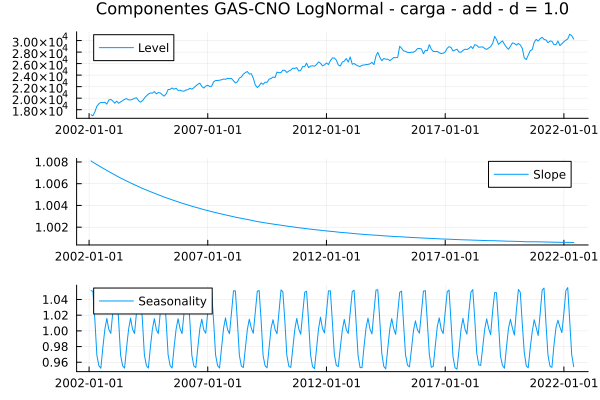 Componentes GAS-CNO LogNormal - carga - add - d = 1.0
Level
3.00×10⁴
2.80×10⁴
2.60×10⁴
2.40×10⁴
2.20×10⁴
2.00×10⁴
1.80×10⁴
2002-01-01 2007-01-01 2012-01-01 2017-01-01 2022-01-01
Slope
1.008
1.006
1.004
1.002
2002-01-01 2007-01-01 2012-01-01 2017-01-01 2022-01-01
Seasonality
1.04
1.02
1.00
0.98
0.96
2002-01-01 2007-01-01 2012-01-01 2017-01-01 2022-01-01